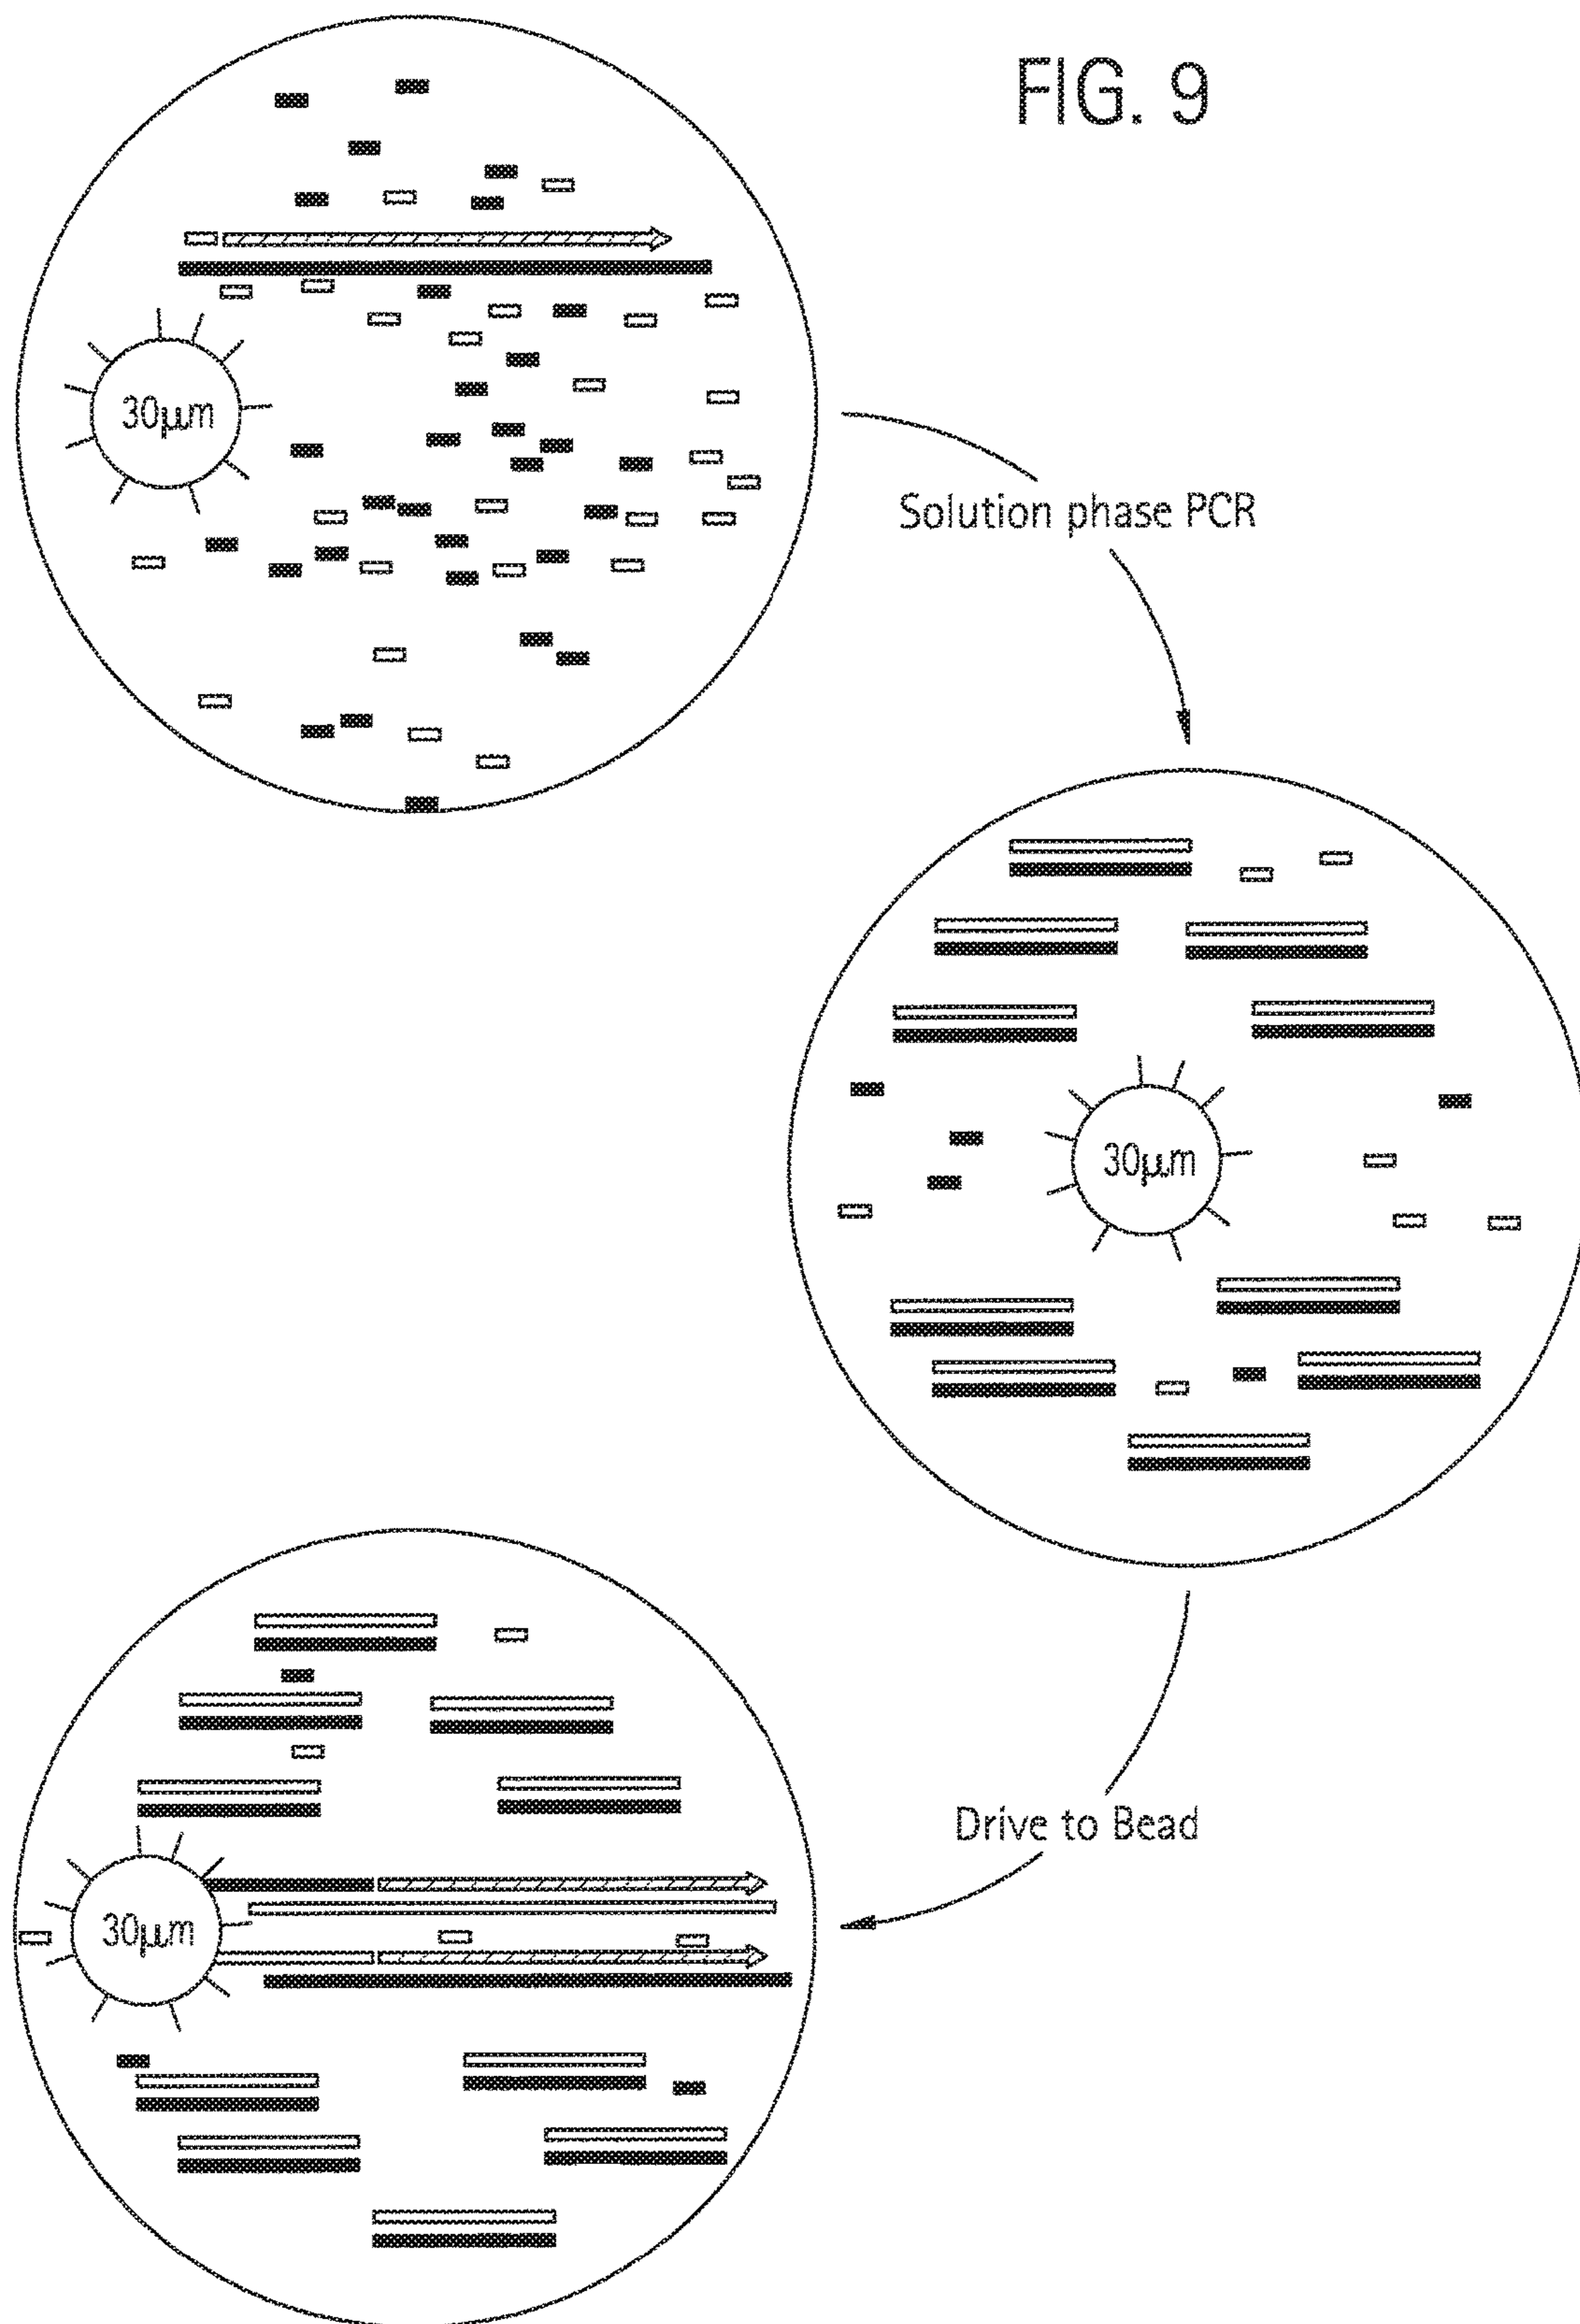 FIG. 9
30µm
Solution phase PCR
30µm
Drive to Bead
30µm